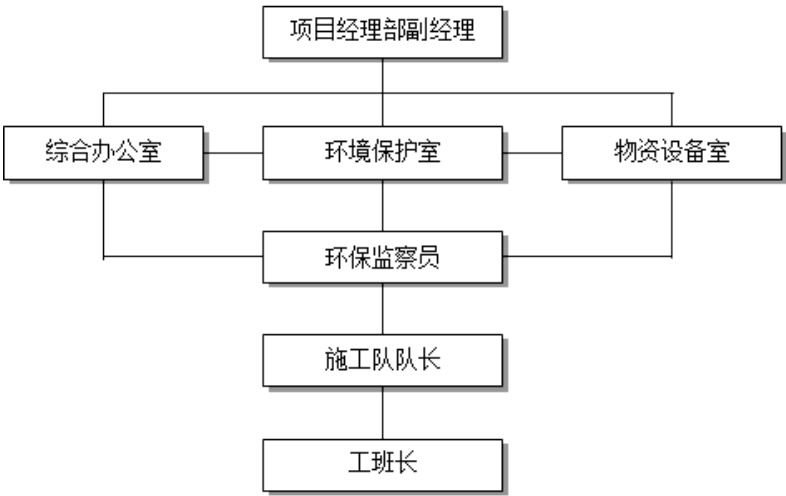 项目经理部副经理
综合办公室
环境保护室
物资设备室
环保监察员
施工队队长
工班长